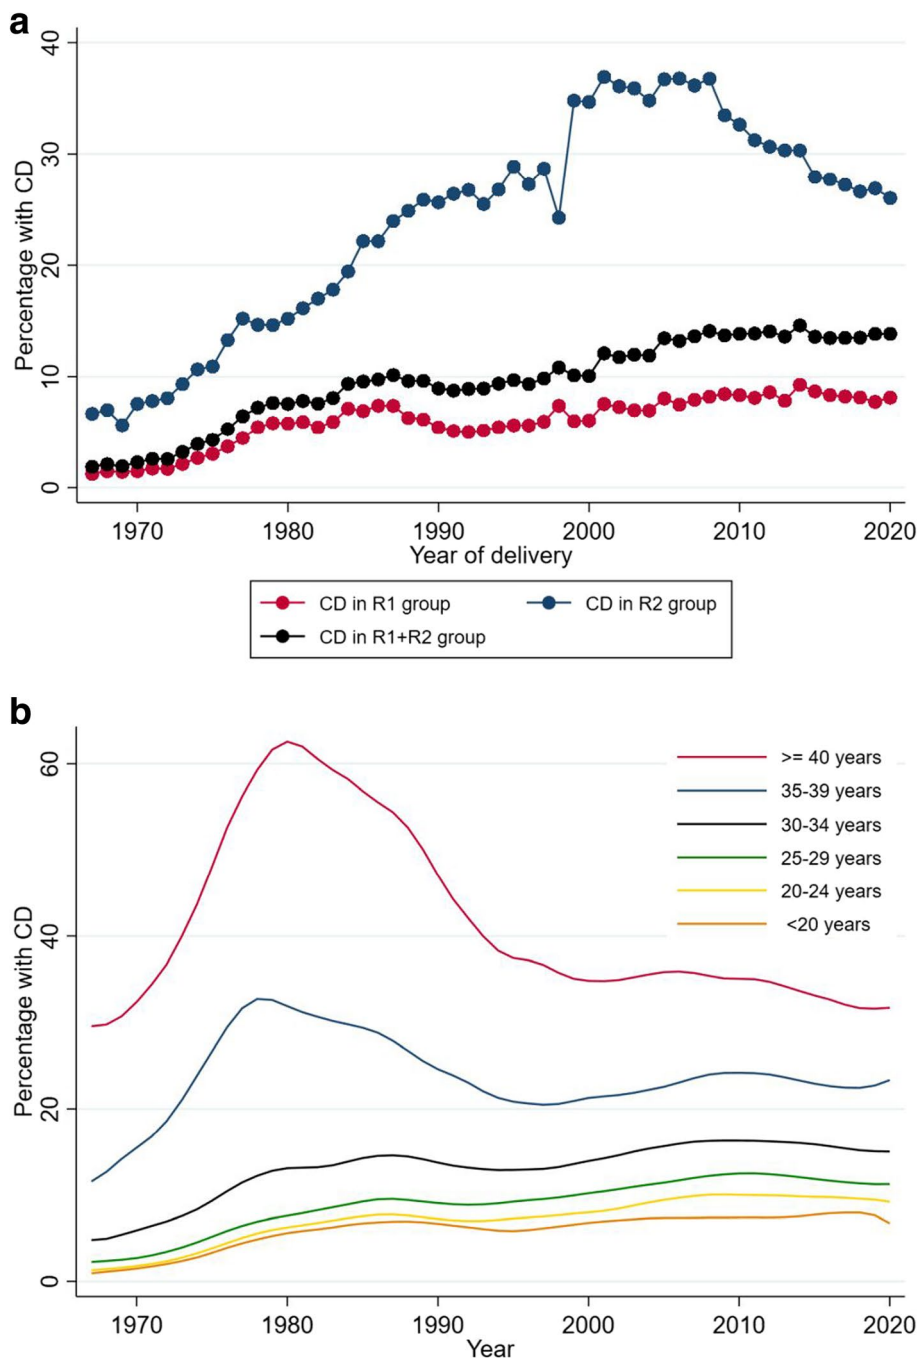 a
Percentage with CD
40
30
20
10
0
1970 1980 1990 2000 2010 2020
Year of delivery
CD in R1 group CD in R2 group
CD in R1+R2 group
b
Percentage with CD
60
40
20
0
>= 40 years
35-39 years
30-34 years
25-29 years
20-24 years
<20 years
1970 1980 1990 2000 2010 2020
Year